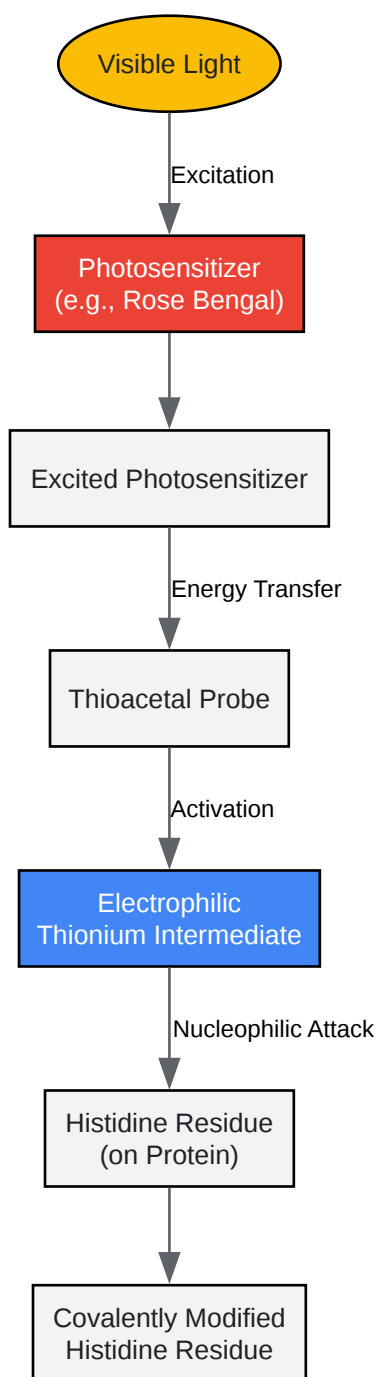 Visible Light
Excitation
Photosensitizer
(e.g., Rose Bengal)
Excited Photosensitizer
Energy Transfer
Thioacetal Probe
Activation
Electrophilic
Thionium Intermediate
Nucleophilic Attack
Histidine Residue
(on Protein)
Covalently Modified
Histidine Residue